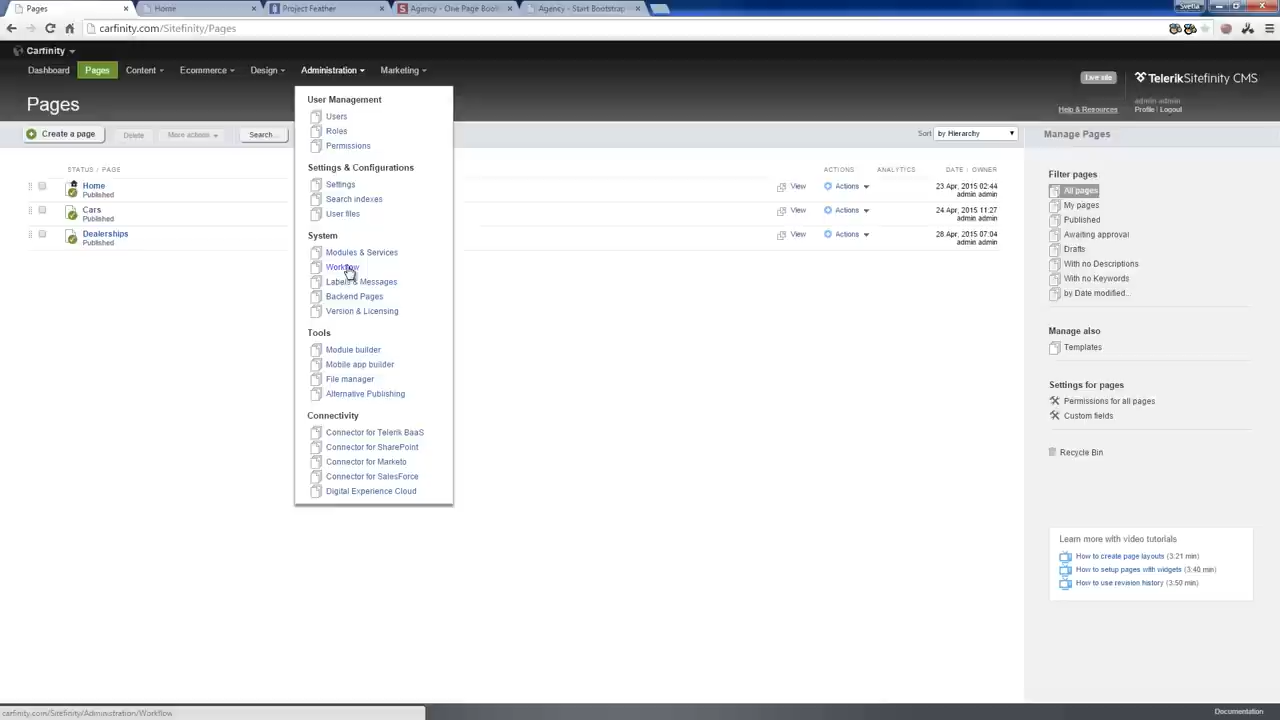 Pages
Home
Project Feather
Agency - One Page Boot
Agency - Start Bootstrap
Svetla
carfinity.com/Sitefinity/Pages
Carfinity
Dashboard
Pages
Content
Ecommerce
Design
Administration
Marketing
Live site
Telerik Sitefinity CMS
admin admin
Help & Resources
Profile | Logout
Pages
Create a page
Delete
More actions
Search...
Sort
by Hierarchy
Manage Pages
STATUS / PAGE
ACTIONS
ANALYTICS
DATE / OWNER
Home
Published
View
Actions
23 Apr, 2015 02:44
admin admin
Cars
Published
View
Actions
24 Apr, 2015 11:27
admin admin
Dealerships
Published
View
Actions
28 Apr, 2015 07:04
admin admin
User Management
Users
Roles
Permissions
Settings & Configurations
Settings
Search indexes
User files
System
Modules & Services
Workflow
Labels & Messages
Backend Pages
Version & Licensing
Tools
Module builder
Mobile app builder
File manager
Alternative Publishing
Connectivity
Connector for Telerik BaaS
Connector for SharePoint
Connector for Marketo
Connector for SalesForce
Digital Experience Cloud
Filter pages
All pages
My pages
Published
Awaiting approval
Drafts
With no Descriptions
With no Keywords
by Date modified...
Manage also
Templates
Settings for pages
Permissions for all pages
Custom fields
Recycle Bin
Learn more with video tutorials
How to create page layouts (3:21 min)
How to setup pages with widgets (3:40 min)
How to use revision history (3:50 min)
carfinity.com/Sitefinity/Administration/Workflow
Documentation